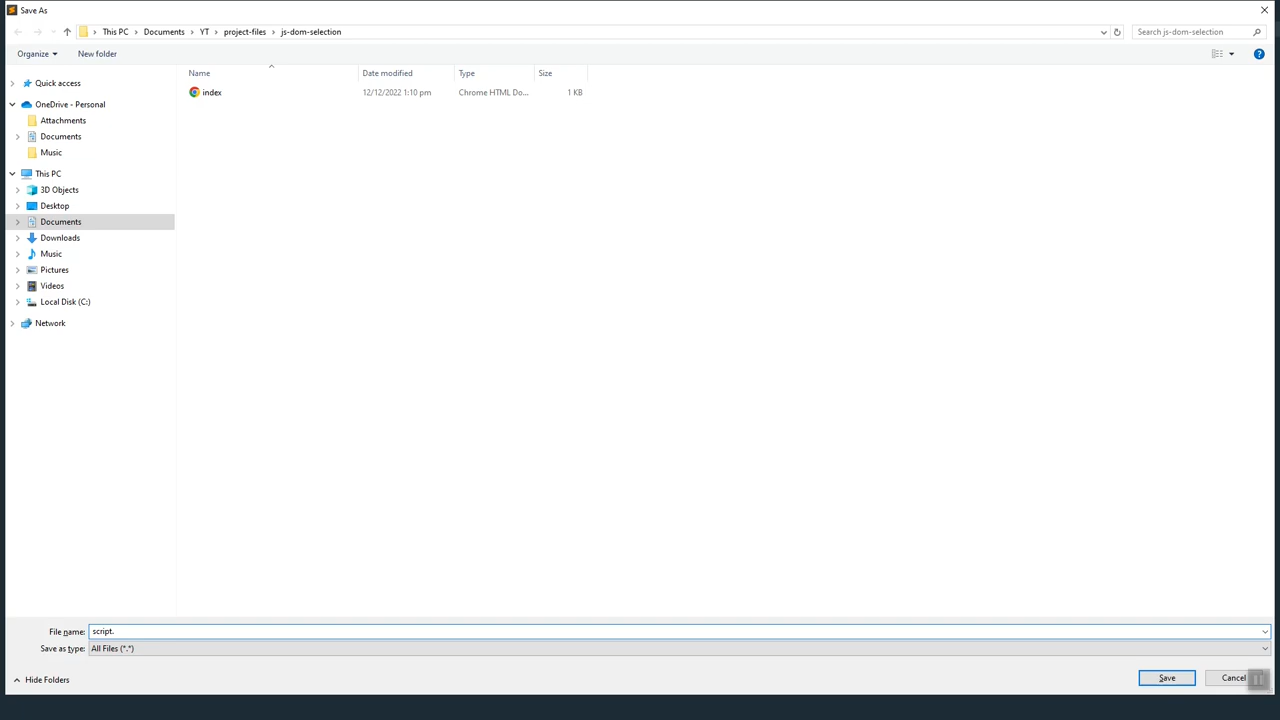 Save As
This PC Documents YT project-files js-dom-selection Search js-dom-selection
Organize New folder
Name Date modified Type Size
index 12/12/2022 1:10 pm Chrome HTML Do... 1 KB
Quick access
OneDrive - Personal
Attachments
Documents
Music
This PC
3D Objects
Desktop
Documents
Downloads
Music
Pictures
Videos
Local Disk (C:)
Network
File name: script.
Save as type: All Files (*.*)
Hide Folders Save Cancel